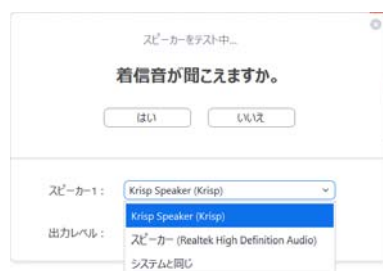 スピーカーをテスト中...
着信音が聞こえますか。
はい いいえ
スピーカー1： Krisp Speaker (Krisp)
Krisp Speaker (Krisp)
出力レベル：
スピーカー (Realtek High Definition Audio)
システムと同じ